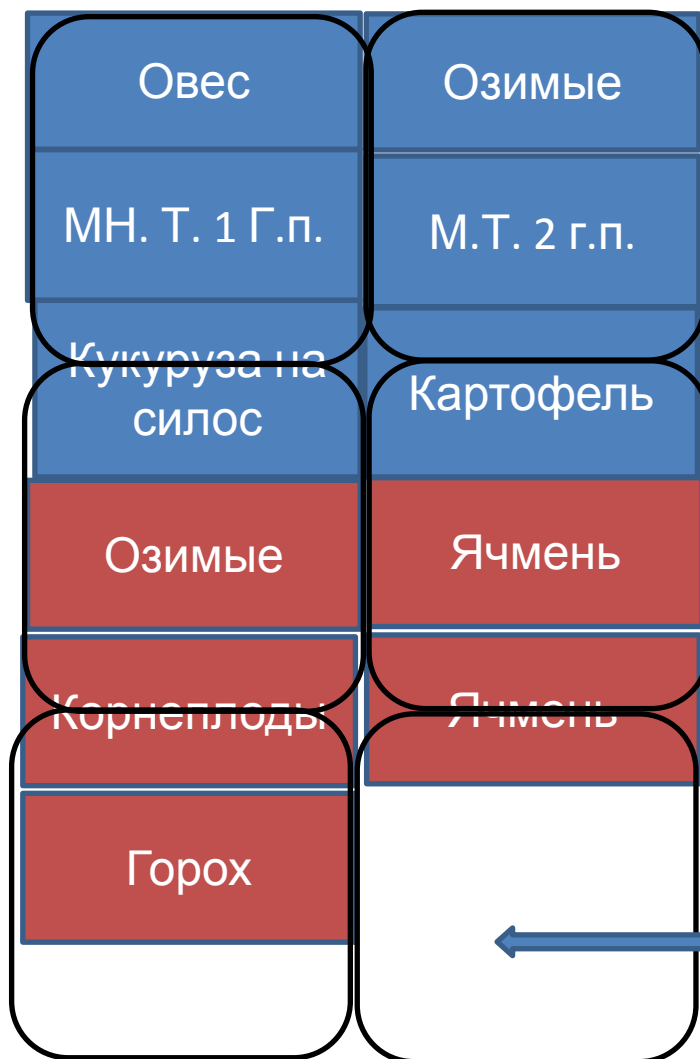 Овес
Озимые
МН. Т. 1 Г.п.
М.Т. 2 г.п.
Кукуруза на
силос
Картофель
Озимые
Ячмень
Корнеплоды
Ячмень
Горох